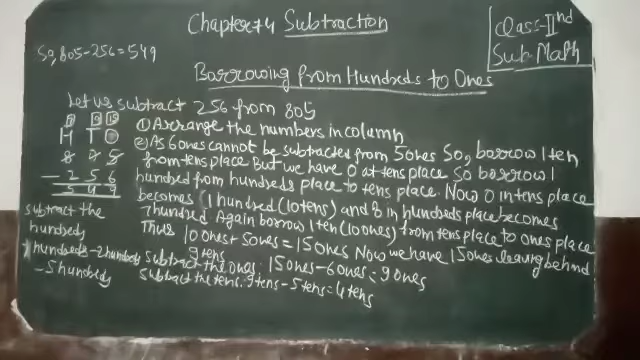 Chapter-4 Subtraction
Class-IInd
Sub-Math
So, 805-256=549
Borrowing from Hundreds to Ones
Let us subtract 256 from 805
H T O
8 0 5
- 2 5 6
5 4 9
① Arrange the numbers in column
② As 6 ones cannot be subtracted from 5 ones So, borrow 1 ten
from tens place But we have 0 at tens place So borrow 1
hundred from hundreds place to tens place. Now 0 in tens place
becomes (1 hundred (10 tens) and 8 in hundreds place becomes
7 hundred Again borrow 1 ten (10 ones) from tens place to ones place
Thus 10 ones + 5 ones = 15 ones Now we have 15 ones leaving behind
9 tens
Subtract the ones: 15 ones - 6 ones = 9 ones
Subtract the tens: 9 tens - 5 tens = 4 tens
subtract the
hundreds
7 hundreds - 2 hundreds
- 5 hundreds